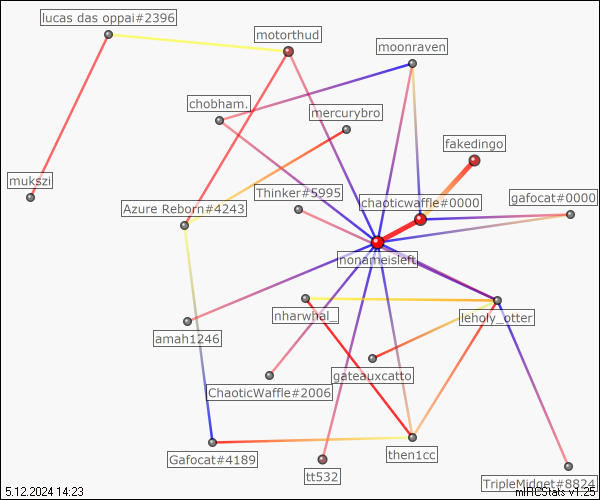 lucas das oppai#2396
motorthud
moonraven
chobham.
mercurybro
fakedingo
mukszi
Thinker#5995
chaoticwaffle#0000
gafocat#0000
Azure Reborn#4243
nonameisleft
nharwhal_
leholy_otter
amah1246
gateauxcatto
ChaoticWaffle#2006
Gafocat#4189
then1cc
tt532
TripleMidget#8824
5.12.2024 14:23
mIRCStats v1.25